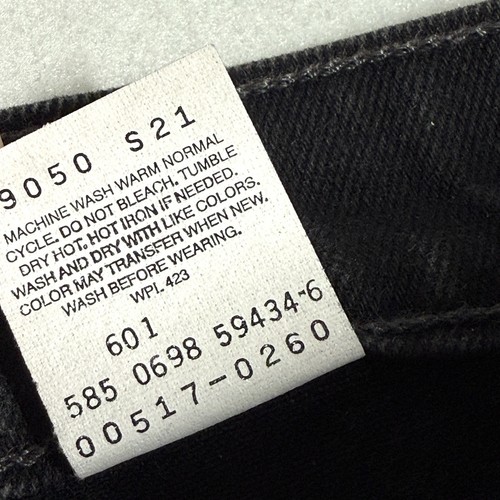 9050 S21
MACHINE WASH WARM NORMAL
CYCLE. DO NOT BLEACH. TUMBLE
DRY HOT. HOT IRON IF NEEDED.
WASH AND DRY WITH LIKE COLORS.
COLOR MAY TRANSFER WHEN NEW,
WASH BEFORE WEARING.
WPL 423
601
585 0698 59434-6
00517-0260